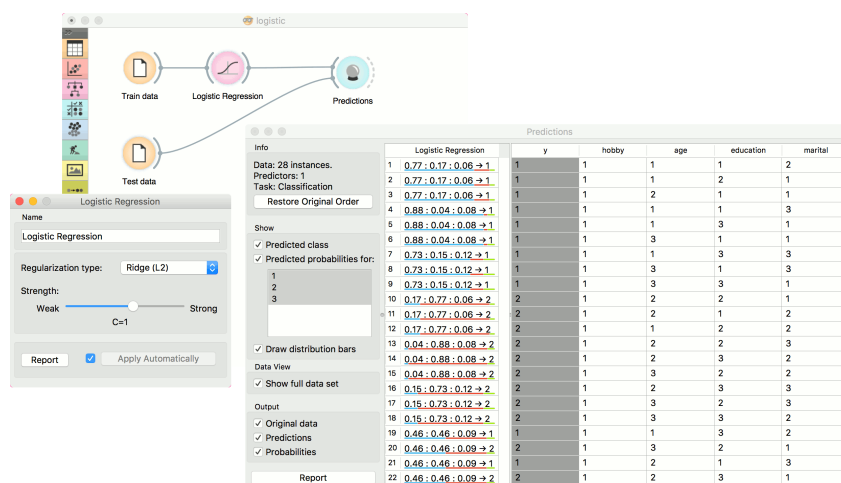 logistic
Train data
Logistic Regression
Predictions
Test data
Logistic Regression
Name
Logistic Regression
Regularization type: Ridge (L2)
Strength:
Weak Strong
C=1
Report Apply Automatically
Predictions
Info
Data: 28 instances.
Predictors: 1
Task: Classification
Restore Original Order
Show
Predicted class
Predicted probabilities for:
1
2
3
Draw distribution bars
Data View
Show full data set
Output
Original data
Predictions
Probabilities
Report
Logistic Regression y hobby age education marital
1 0.77 : 0.17 : 0.06 → 1 1 1 1 1 2
2 0.77 : 0.17 : 0.06 → 1 1 1 1 2 1
3 0.77 : 0.17 : 0.06 → 1 1 1 2 1 1
4 0.88 : 0.04 : 0.08 → 1 1 1 1 1 3
5 0.88 : 0.04 : 0.08 → 1 1 1 1 3 1
6 0.88 : 0.04 : 0.08 → 1 1 1 3 1 1
7 0.73 : 0.15 : 0.12 → 1 1 1 1 3 3
8 0.73 : 0.15 : 0.12 → 1 1 1 3 1 3
9 0.73 : 0.15 : 0.12 → 1 1 1 3 3 1
10 0.17 : 0.77 : 0.06 → 2 2 1 2 2 1
11 0.17 : 0.77 : 0.06 → 2 2 1 2 1 2
12 0.17 : 0.77 : 0.06 → 2 2 1 1 2 2
13 0.04 : 0.88 : 0.08 → 2 2 1 2 2 3
14 0.04 : 0.88 : 0.08 → 2 2 1 2 3 2
15 0.04 : 0.88 : 0.08 → 2 2 1 3 2 2
16 0.15 : 0.73 : 0.12 → 2 2 1 2 3 3
17 0.15 : 0.73 : 0.12 → 2 2 1 3 2 3
18 0.15 : 0.73 : 0.12 → 2 2 1 3 3 2
19 0.46 : 0.46 : 0.09 → 1 1 1 1 3 2
20 0.46 : 0.46 : 0.09 → 2 2 1 3 2 1
21 0.46 : 0.46 : 0.09 → 1 1 1 2 1 3
22 0.46 : 0.46 : 0.09 → 2 2 1 2 3 1